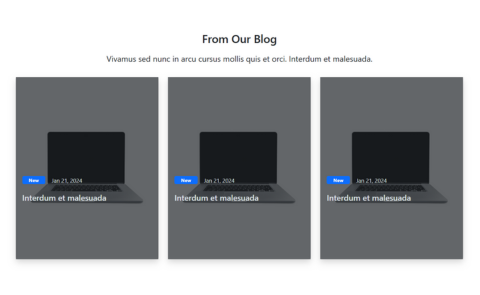 From Our Blog
Vivamus sed nunc in arcu cursus mollis quis et orci. Interdum et malesuada.
New Jan 21, 2024
Interdum et malesuada
New Jan 21, 2024
Interdum et malesuada
New Jan 21, 2024
Interdum et malesuada